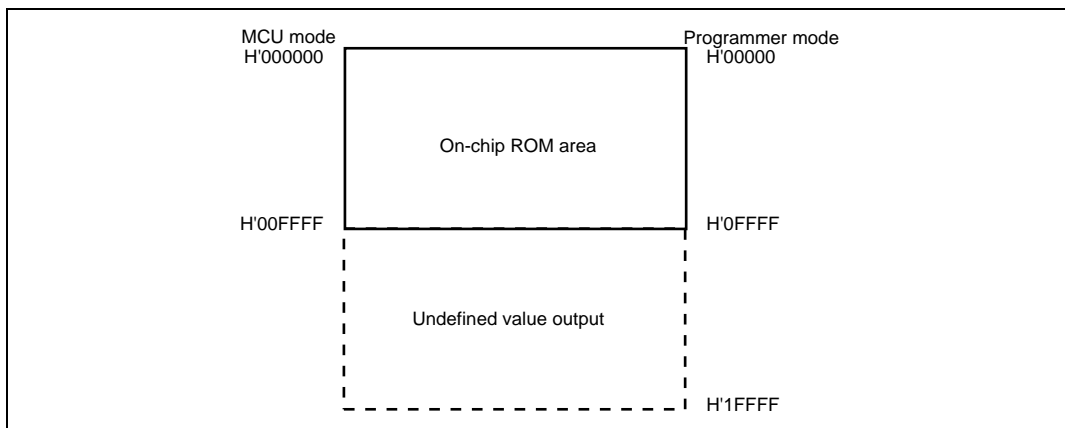 MCU mode
Programmer mode
H'000000
H'00000
On-chip ROM area
H'00FFFF
H'0FFFF
Undefined value output
H'1FFFF